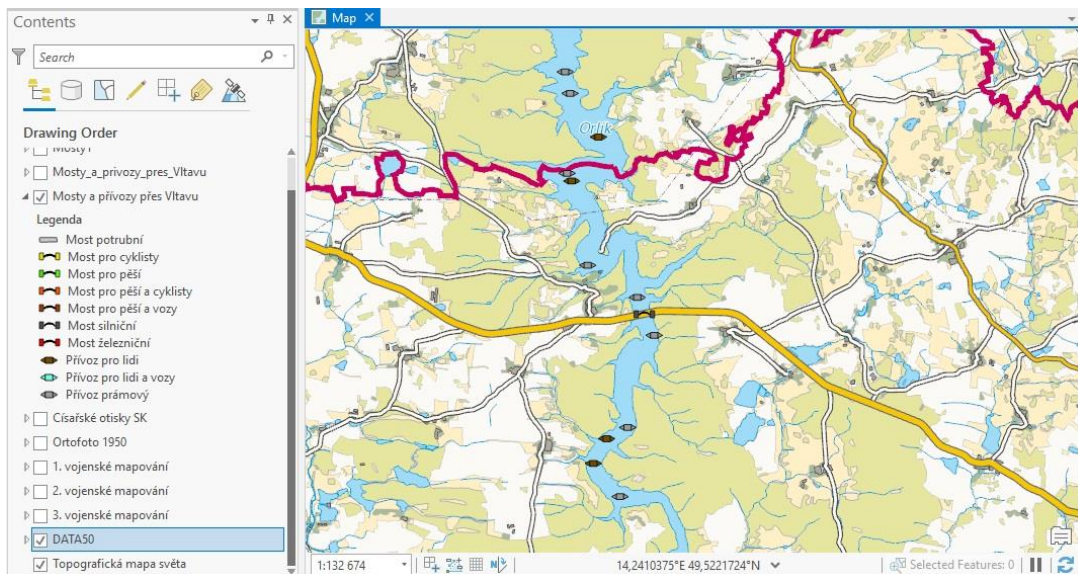 Contents
Search
Drawing Order
Mosty1
Mosty_a_privozy_pres_Vltavu
Mosty a přívozy přes Vltavu
Legenda
Most potrubní
Most pro cyklisty
Most pro pěší
Most pro pěší a cyklisty
Most pro pěší a vozy
Most silniční
Most železniční
Přívoz pro lidi
Přívoz pro lidi a vozy
Přívoz prámový
Císařské otisky SK
Ortofoto 1950
1. vojenské mapování
2. vojenské mapování
3. vojenské mapování
DATA50
Topografická mapa světa
Map
Orlík
1:132 674
14,2410375°E 49,5221724°N
Selected Features: 0